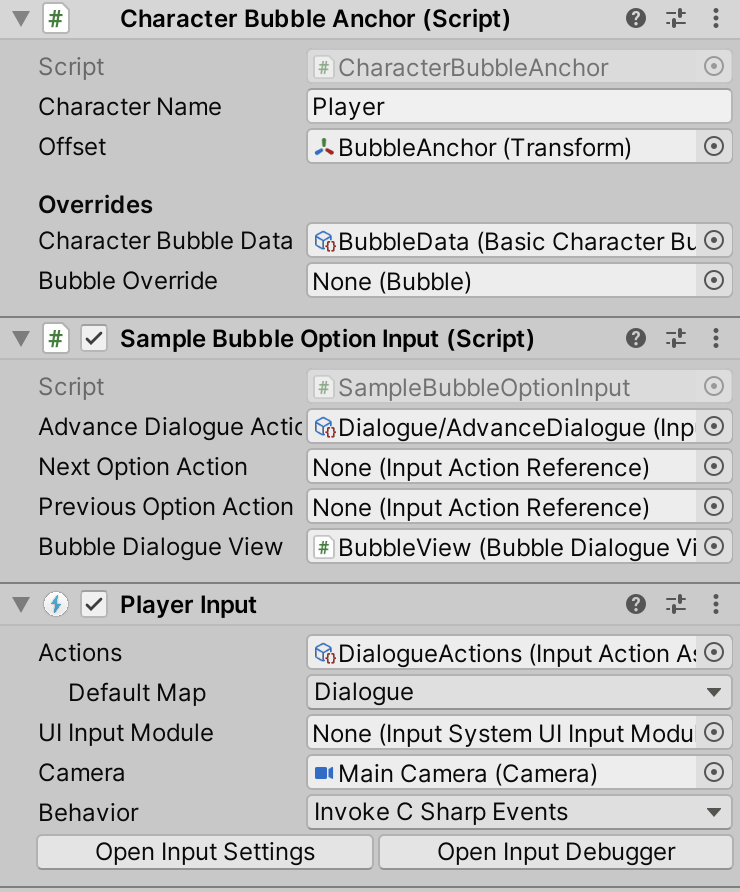 Character Bubble Anchor (Script)
Script CharacterBubbleAnchor
Character Name Player
Offset BubbleAnchor (Transform)
Overrides
Character Bubble Data BubbleData (Basic Character Bu
Bubble Override None (Bubble)
Sample Bubble Option Input (Script)
Script SampleBubbleOptionInput
Advance Dialogue Actic Dialogue/AdvanceDialogue (Inp
Next Option Action None (Input Action Reference)
Previous Option Action None (Input Action Reference)
Bubble Dialogue View BubbleView (Bubble Dialogue Vi
Player Input
Actions DialogueActions (Input Action As
Default Map Dialogue
UI Input Module None (Input System UI Input Modul
Camera Main Camera (Camera)
Behavior Invoke C Sharp Events
Open Input Settings Open Input Debugger